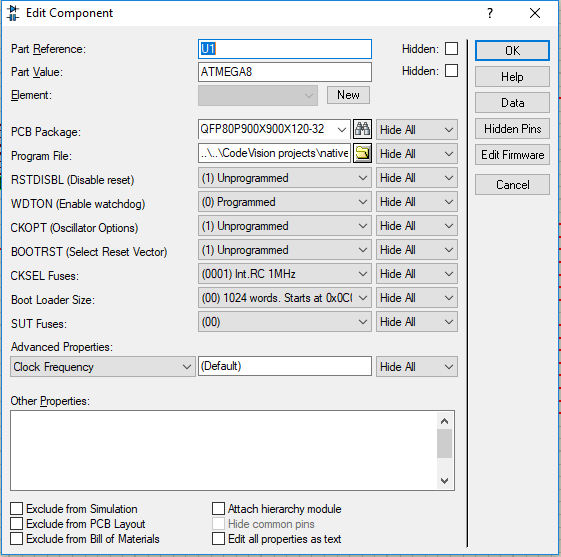 Edit Component ? X
Part Reference: U1 Hidden: OK
Part Value: ATMEGA8 Hidden: Help
Element: New Data
PCB Package: QFP80P900X900X120-32 Hide All Hidden Pins
Program File: ..\..\CodeVision projects\native Hide All Edit Firmware
RSTDISBL (Disable reset) (1) Unprogrammed Hide All Cancel
WDTON (Enable watchdog) (0) Programmed Hide All
CKOPT (Oscillator Options) (1) Unprogrammed Hide All
BOOTRST (Select Reset Vector) (1) Unprogrammed Hide All
CKSEL Fuses: (0001) Int.RC 1MHz Hide All
Boot Loader Size: (00) 1024 words. Starts at 0x0C0 Hide All
SUT Fuses: (00) Hide All
Advanced Properties:
Clock Frequency (Default) Hide All
Other Properties:
Exclude from Simulation Attach hierarchy module
Exclude from PCB Layout Hide common pins
Exclude from Bill of Materials Edit all properties as text